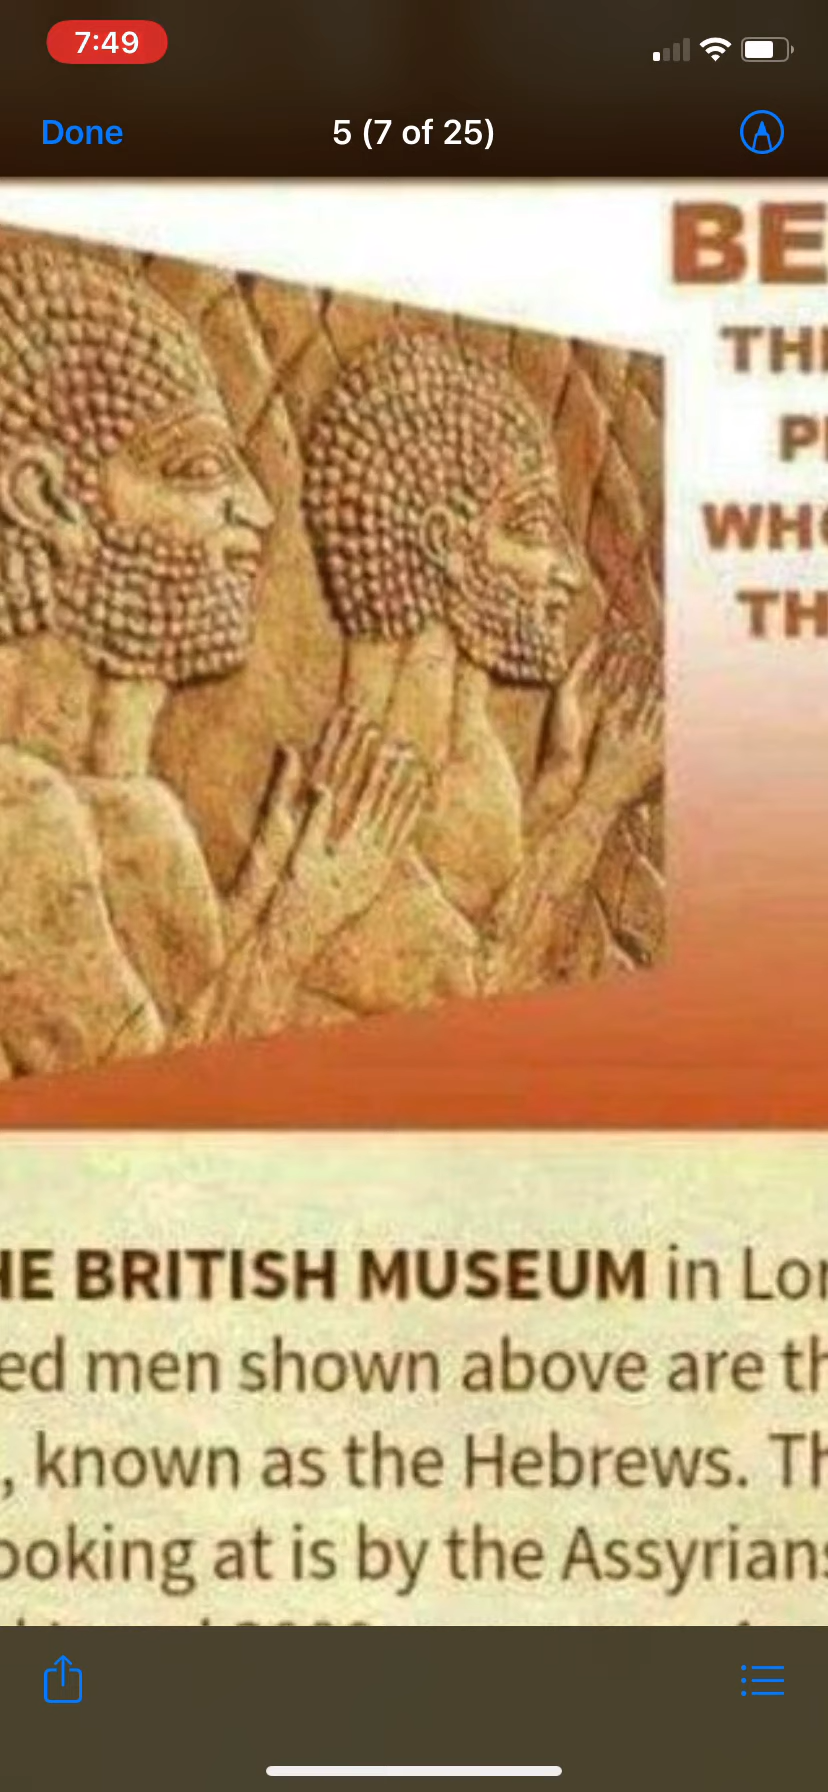 7:49
Done
5 (7 of 25)
BE
TH
WH
TH
HE BRITISH MUSEUM in Lon
ed men shown above are th
, known as the Hebrews. Th
ooking at is by the Assyrians